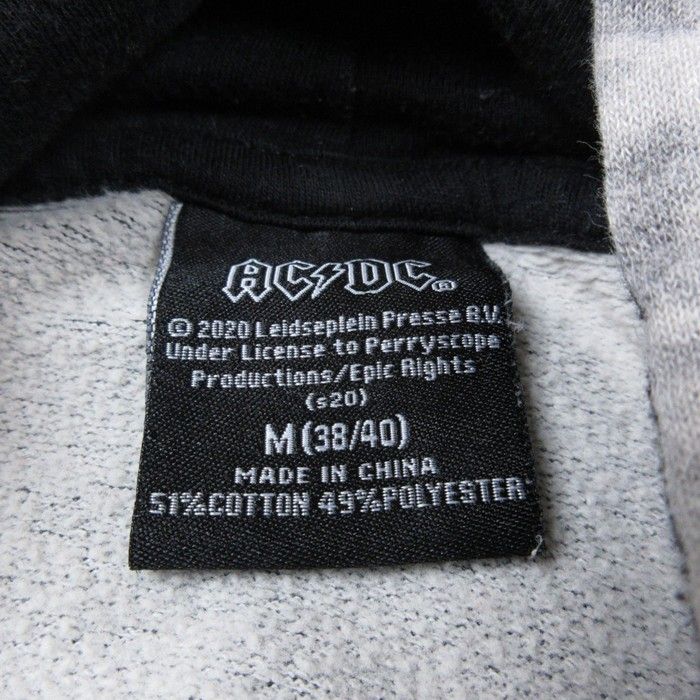 AC⚡DC®
© 2020 Leidseplein Presse B.V.
Under License to Perryscope
Productions/Epic Rights
(s20)
M (38/40)
MADE IN CHINA
51%COTTON 49%POLYESTER